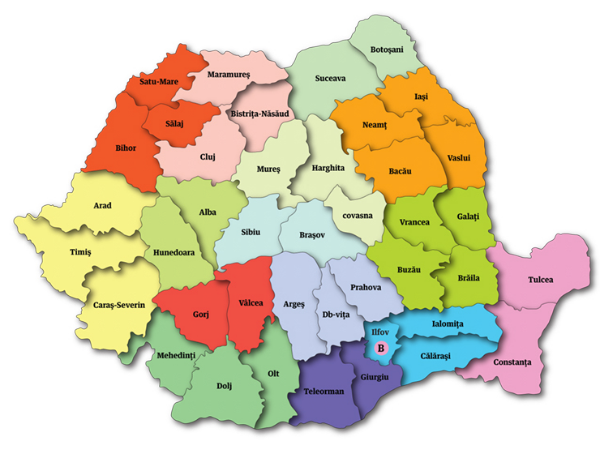 Botoșani
Suceava
Maramureș
Satu-Mare
Iași
Bistrița-Năsăud
Sălaj
Neamț
Bihor
Cluj
Vaslui
Mureș
Harghita
Bacău
Arad
Alba
covasna
Vrancea
Galați
Sibiu
Brașov
Timiș
Hunedoara
Buzău
Brăila
Tulcea
Prahova
Caraș-Severin
Vâlcea
Argeș
Gorj
Db-vița
Ialomița
Ilfov
B
Mehedinți
Călărași
Constanța
Olt
Giurgiu
Dolj
Teleorman